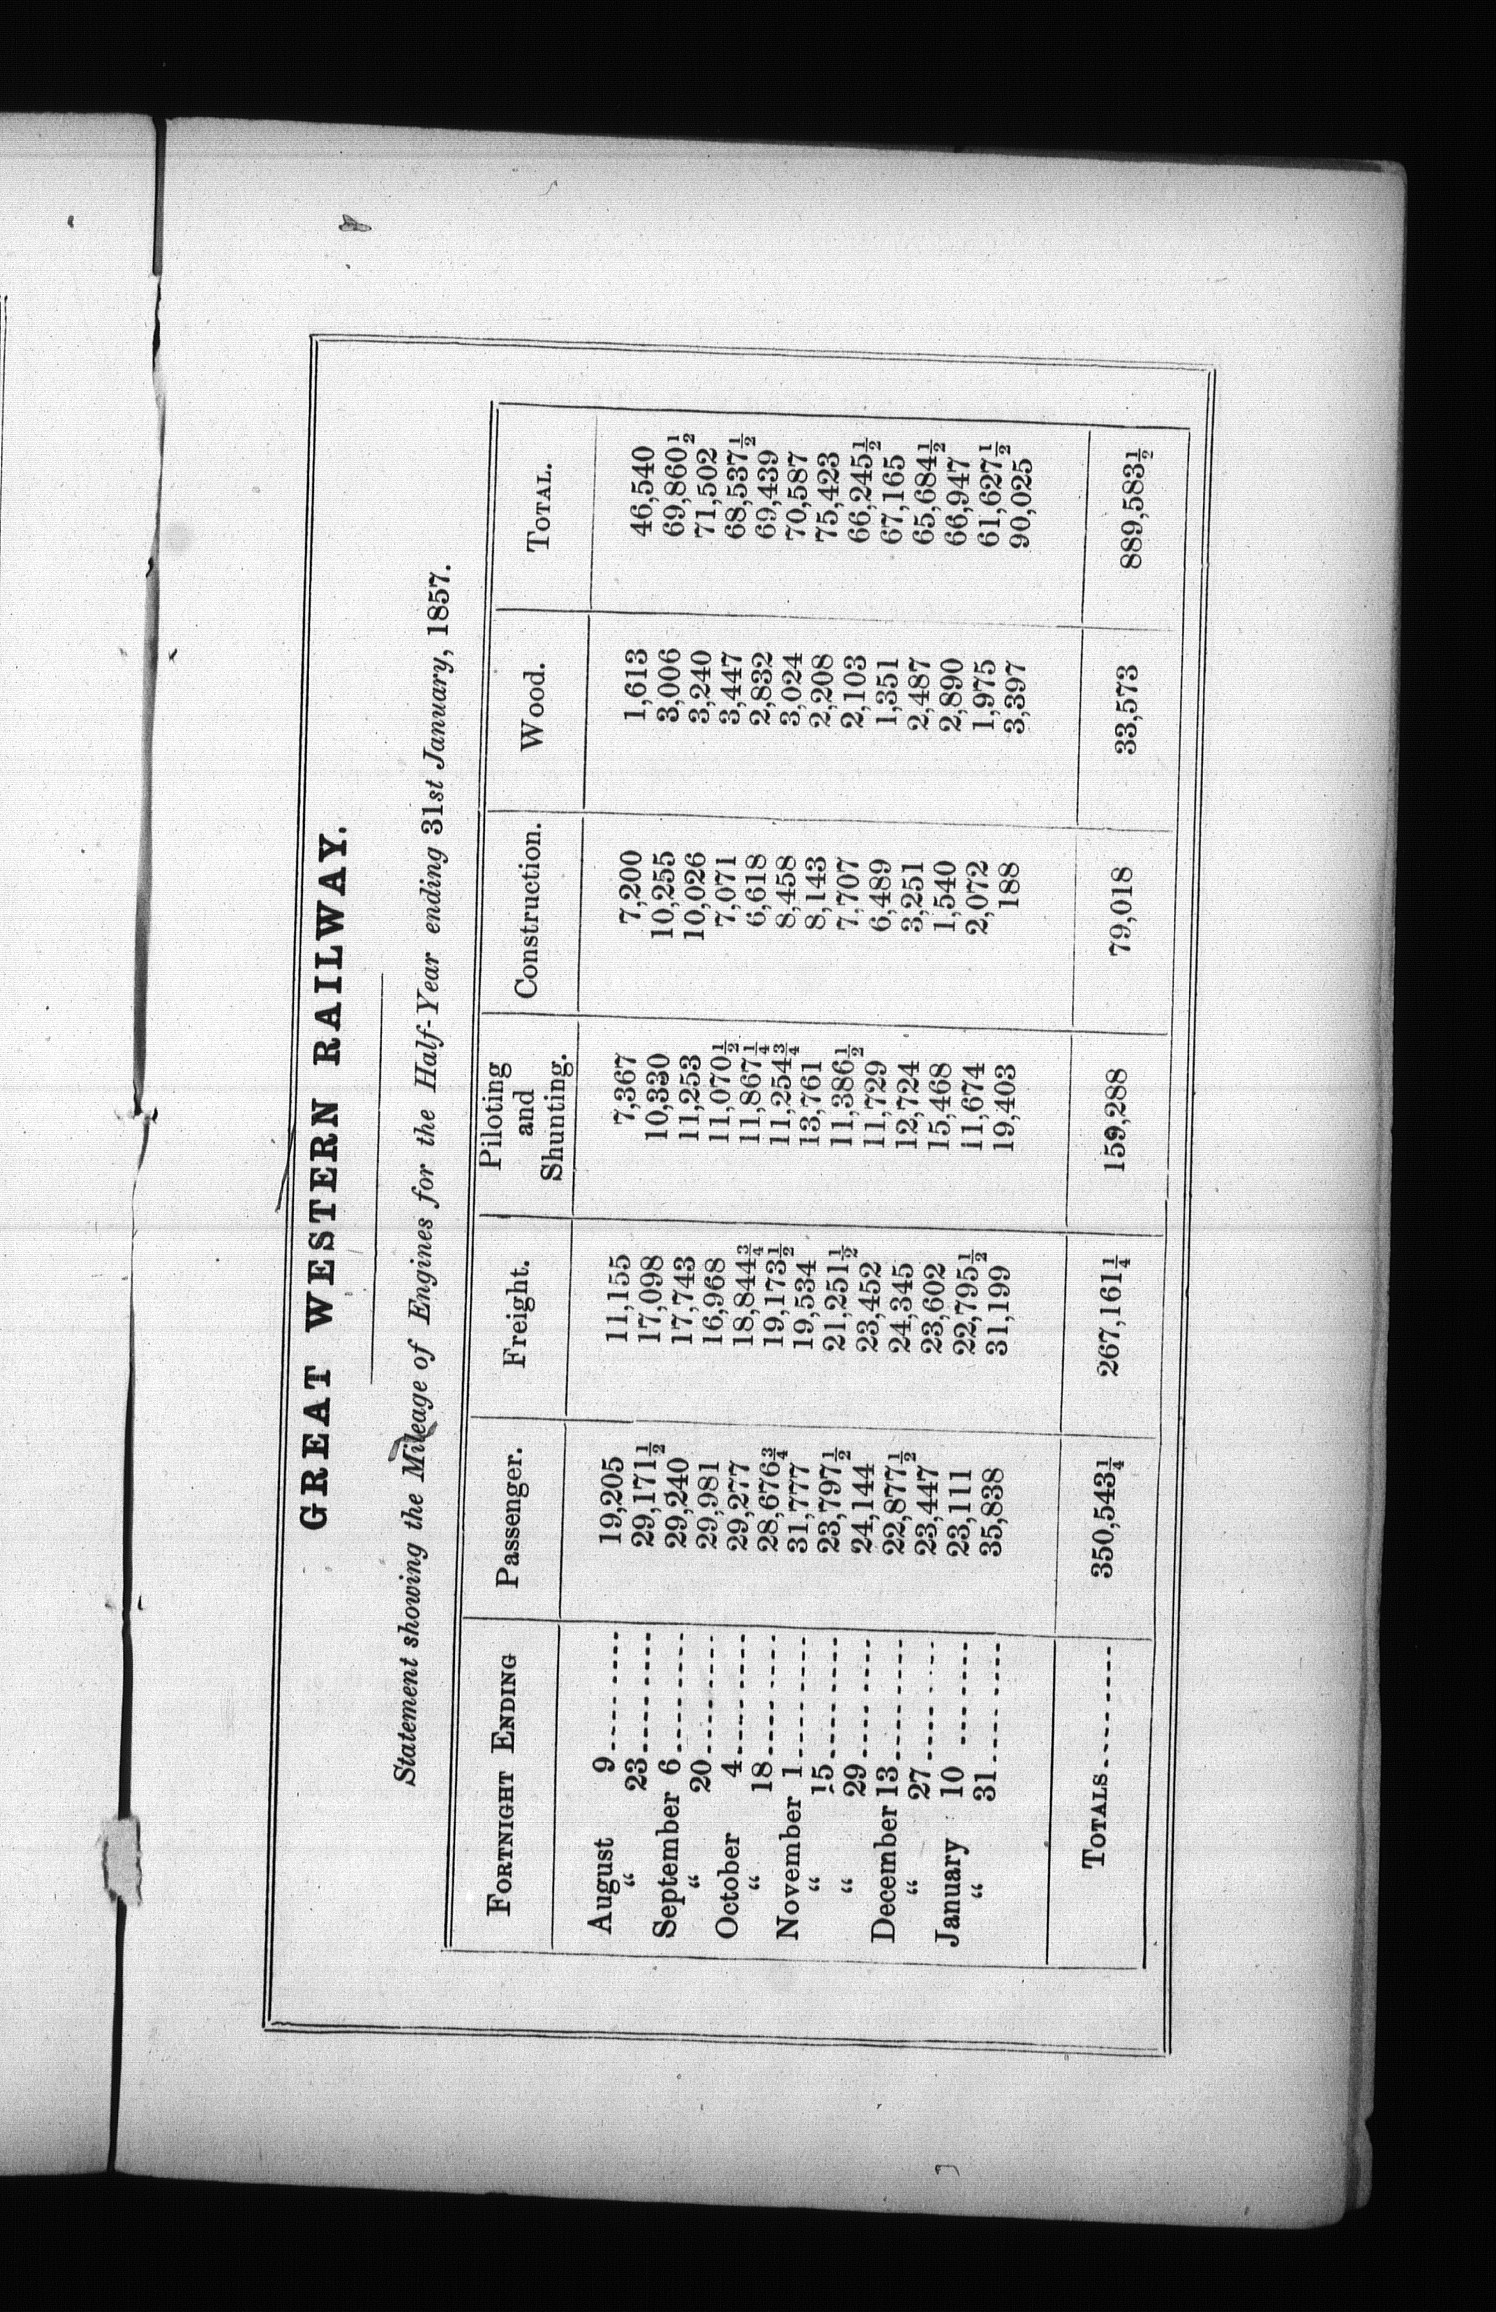 GREAT WESTERN RAILWAY.
Statement showing the Mileage of Engines for the Half-Year ending 31st January, 1857.
FORTNIGHT ENDING Passenger. Freight. Piloting and Shunting. Construction. Wood. TOTAL.
August 9 19,205 11,155 7,367 7,200 1,613 46,540
“ 23 29,171½ 17,098 10,330 10,255 3,006 69,860½
September 6 29,240 17,743 11,253 10,026 3,240 71,502
“ 20 29,981 16,968 11,070½ 7,071 3,447 68,537½
October 4 29,277 18,844¾ 11,867¼ 6,618 2,832 69,439
“ 18 28,676¾ 19,173½ 11,254¾ 8,458 3,024 70,587
November 1 31,777 19,534 13,761 8,143 2,208 75,423
“ 15 23,797½ 21,251½ 11,386½ 7,707 2,103 66,245½
“ 29 24,144 23,452 11,729 6,489 1,351 67,165
December 13 22,877½ 24,345 12,724 3,251 2,487 65,684½
“ 27 23,447 23,602 15,468 1,540 2,890 66,947
January 10 23,111 22,795½ 11,674 2,072 1,975 61,627½
“ 31 35,838 31,199 19,403 188 3,397 90,025
TOTALS 350,543¼ 267,161¼ 159,288 79,018 33,573 889,583½